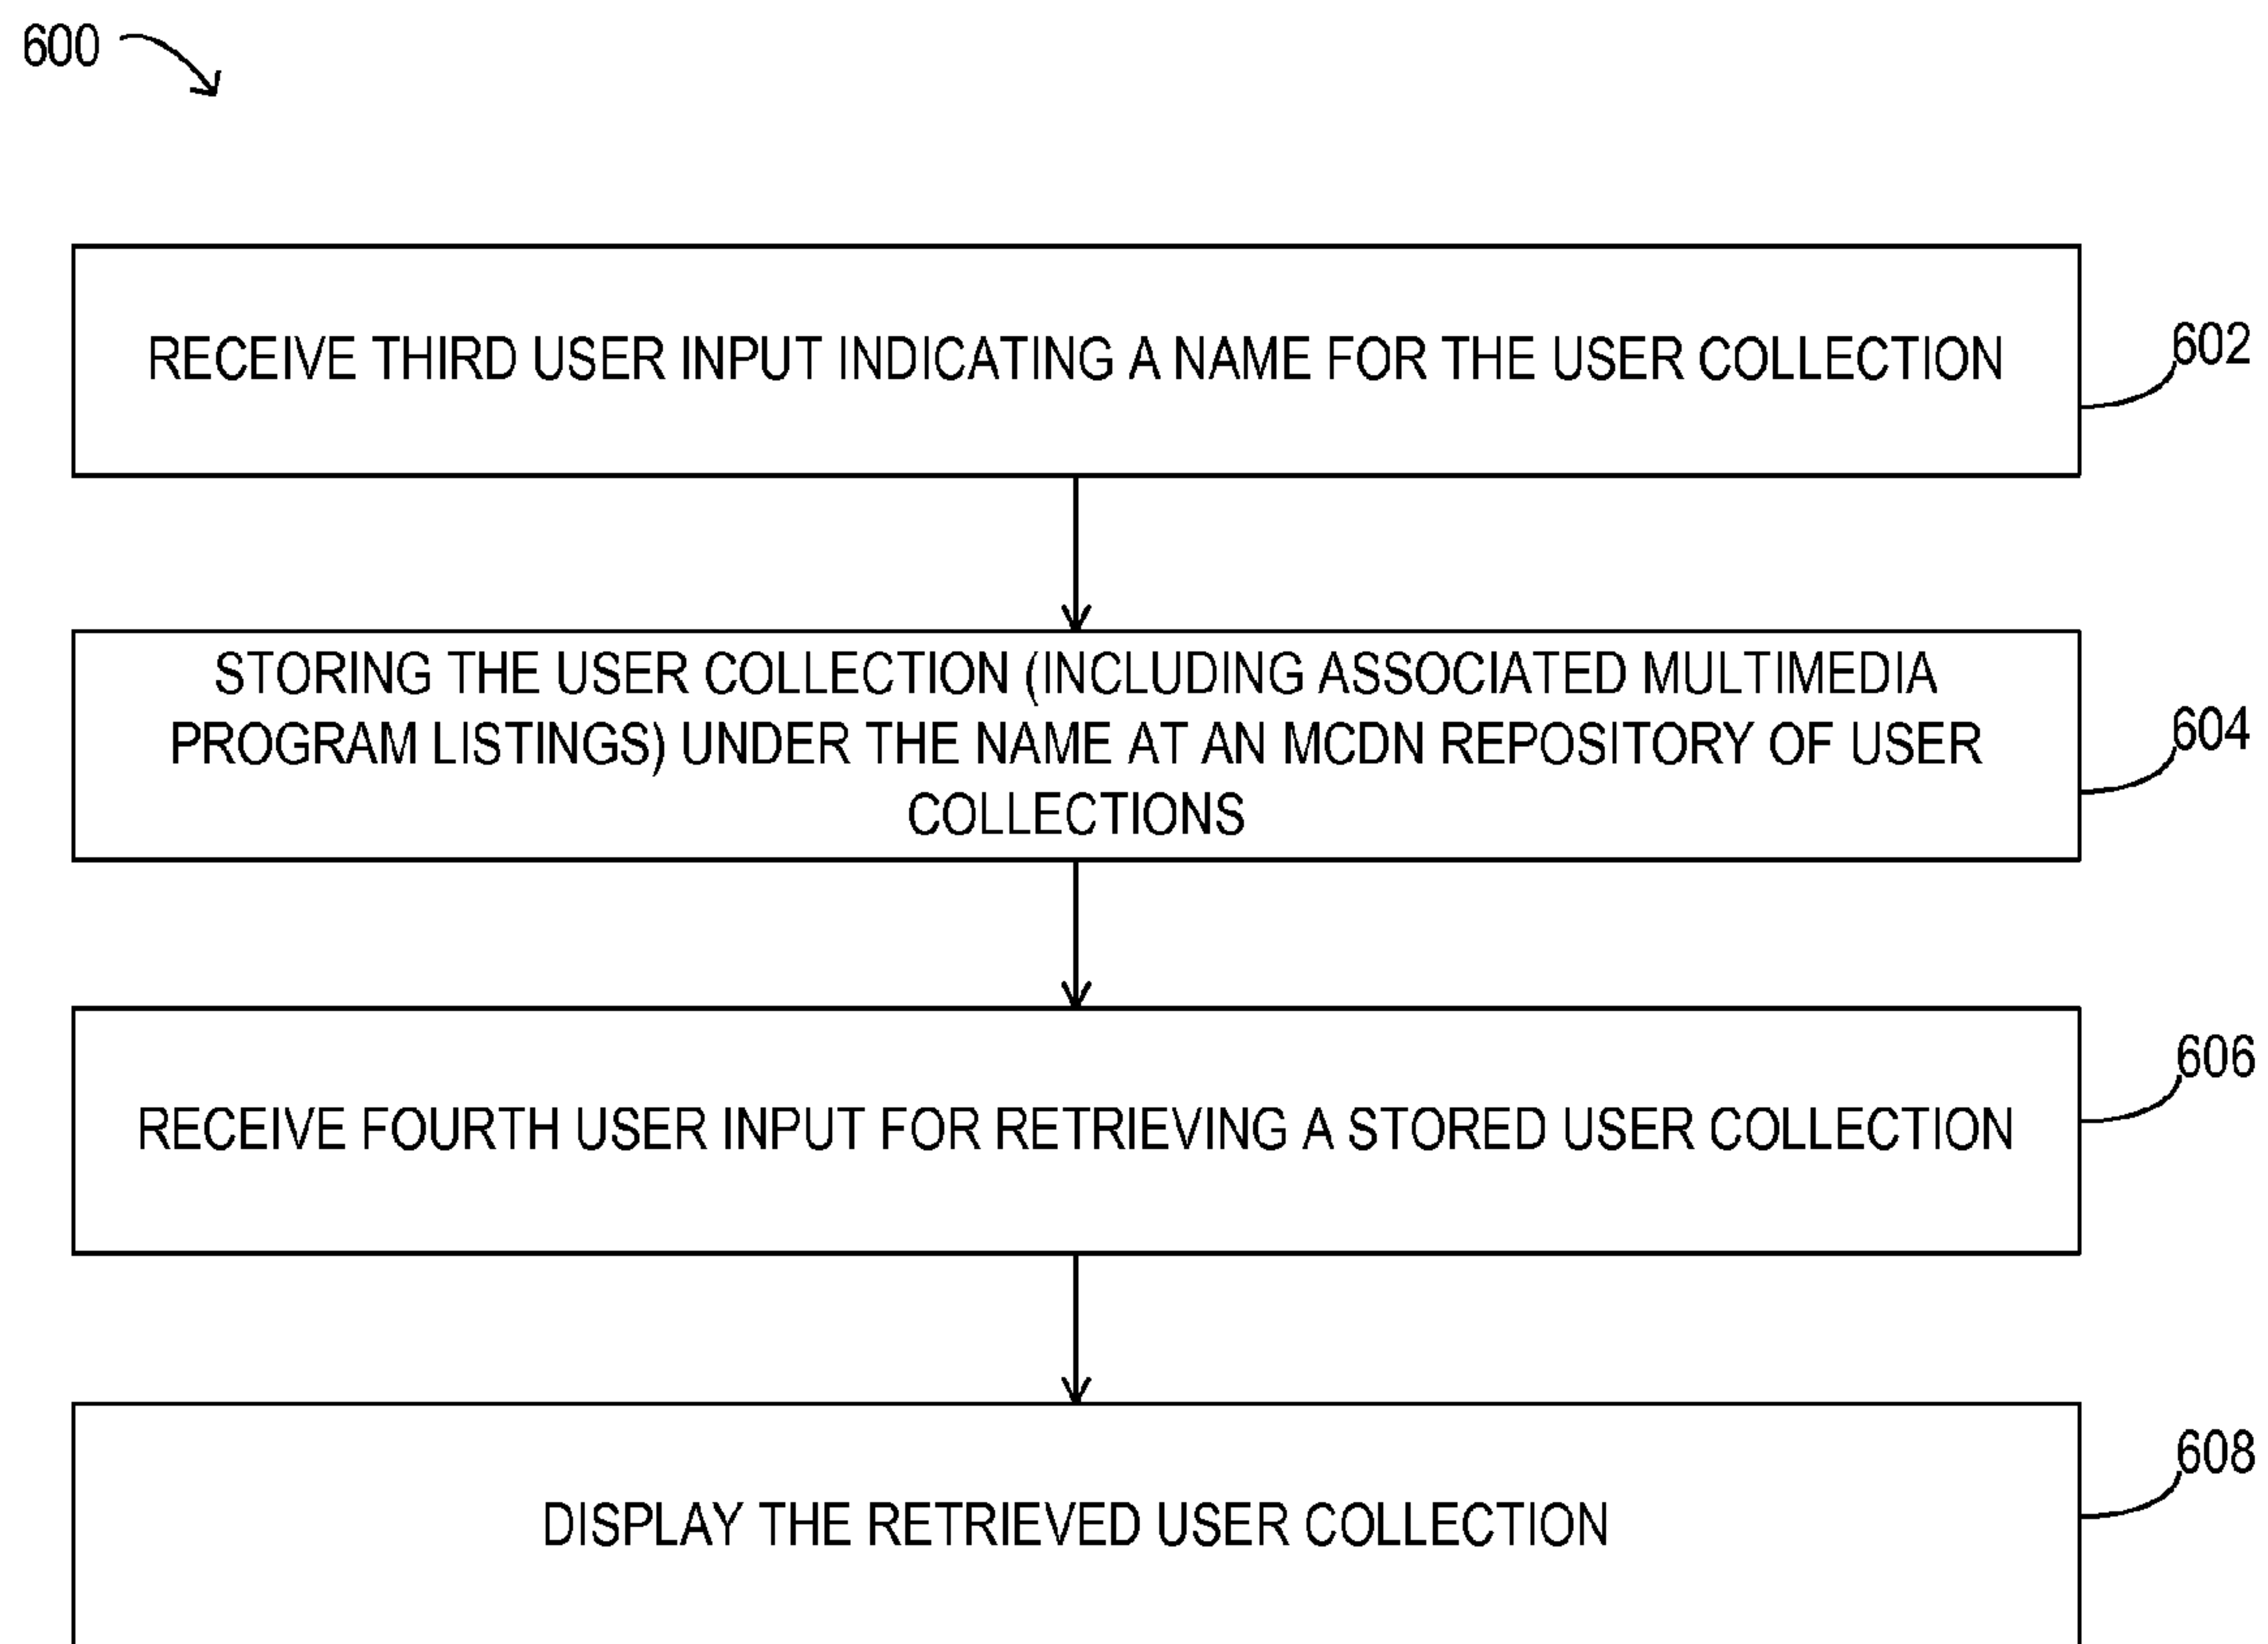 600
RECEIVE THIRD USER INPUT INDICATING A NAME FOR THE USER COLLECTION
602
STORING THE USER COLLECTION (INCLUDING ASSOCIATED MULTIMEDIA
PROGRAM LISTINGS) UNDER THE NAME AT AN MCDN REPOSITORY OF USER
COLLECTIONS
604
RECEIVE FOURTH USER INPUT FOR RETRIEVING A STORED USER COLLECTION
606
DISPLAY THE RETRIEVED USER COLLECTION
608